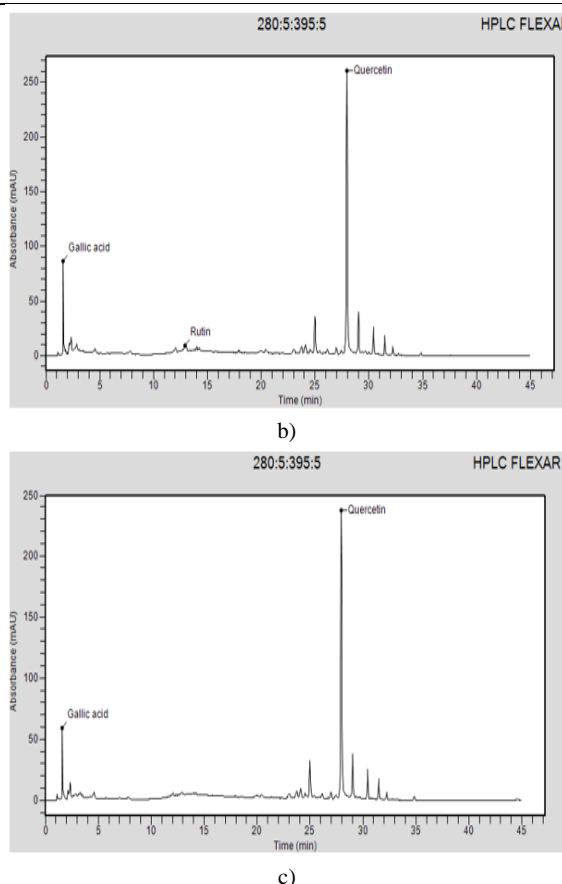 280:5:395:5 HPLC FLEXAR
Absorbance (mAU)
250
200
150
100
50
0
Quercetin
Gallic acid
Rutin
0 5 10 15 20 25 30 35 40 45
Time (min)
b)
280:5:395:5 HPLC FLEXAR
Absorbance (mAU)
250
200
150
100
50
0
Quercetin
Gallic acid
0 5 10 15 20 25 30 35 40 45
Time (min)
c)